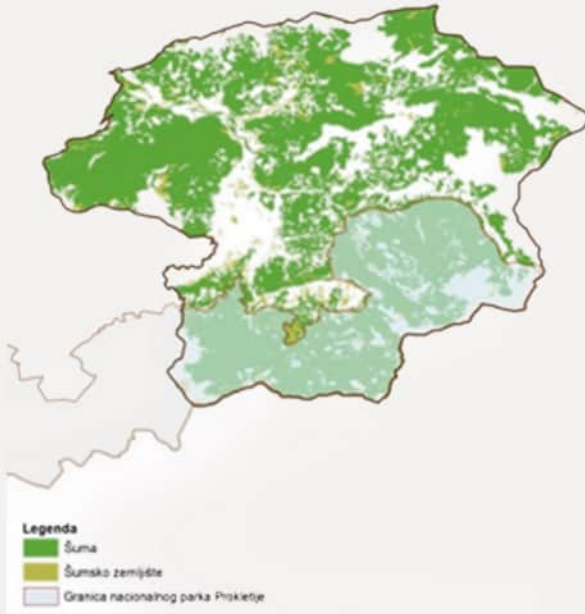 Legenda
Šuma
Šumsko zemljište
Granica nacionalnog parka Prokletije